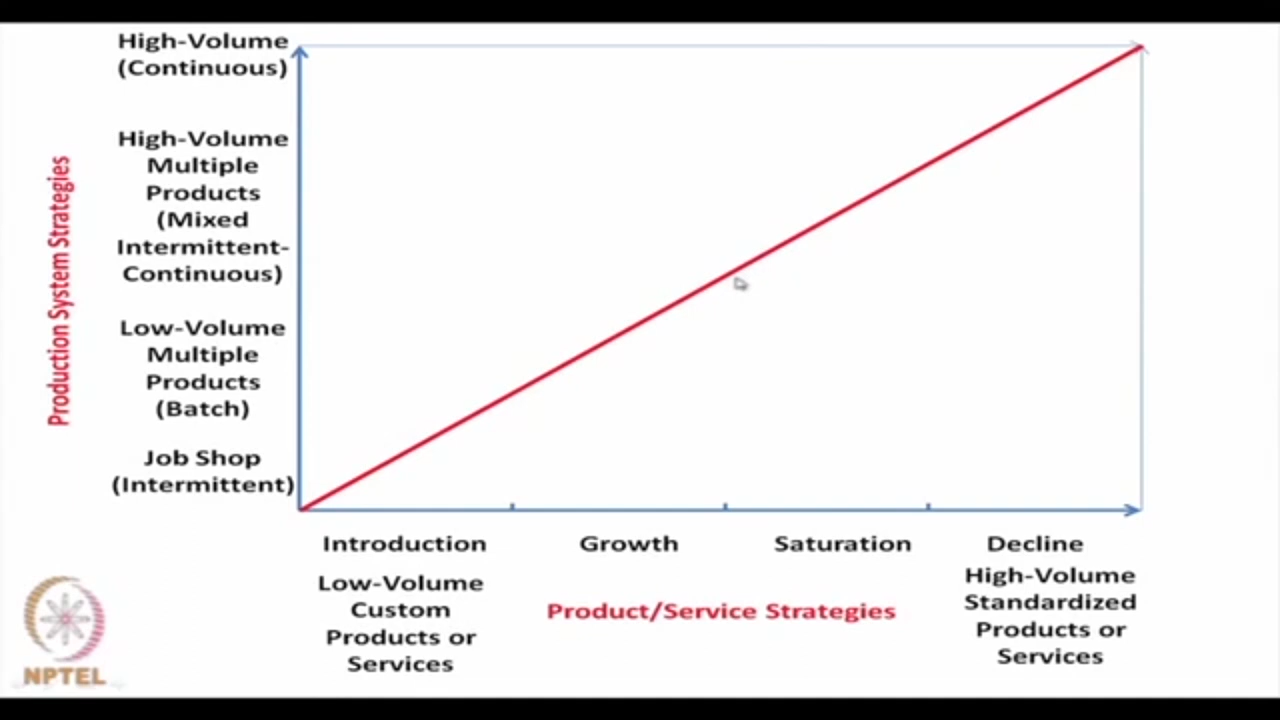 High-Volume
(Continuous)
High-Volume
Multiple
Products
(Mixed
Intermittent-
Continuous)
Low-Volume
Multiple
Products
(Batch)
Job Shop
(Intermittent)
Production System Strategies
Introduction
Growth
Saturation
Decline
Low-Volume
Custom
Products or
Services
Product/Service Strategies
High-Volume
Standardized
Products or
Services
NPTEL